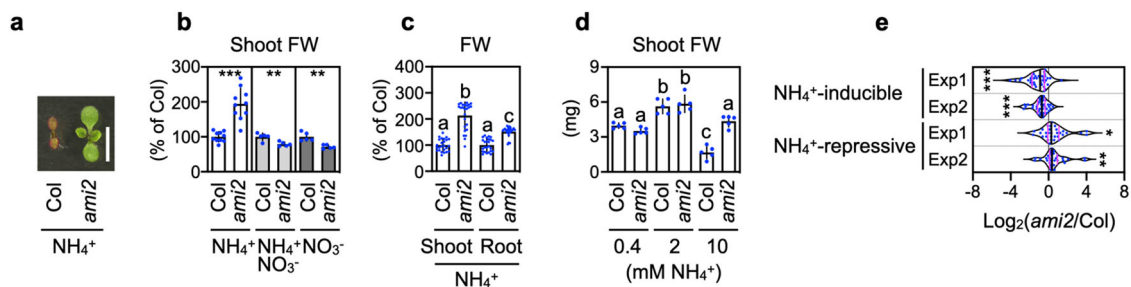 a
Col
ami2
NH₄⁺
b
Shoot FW
(% of Col)
300
200
100
0
*** ** **
Col
ami2
Col
ami2
Col
ami2
NH₄⁺ NH₄⁺ NO₃⁻
NO₃⁻
c
FW
(% of Col)
400
300
200
100
0
a b a c
Col
ami2
Col
ami2
Shoot Root
NH₄⁺
d
Shoot FW
(mg)
9
6
3
0
a a b b c a
Col
ami2
Col
ami2
Col
ami2
0.4 2 10
(mM NH₄⁺)
e
NH₄⁺-inducible
Exp1 ***
Exp2 ***
NH₄⁺-repressive
Exp1 *
Exp2 **
-8 -4 0 4 8
Log₂(ami2/Col)